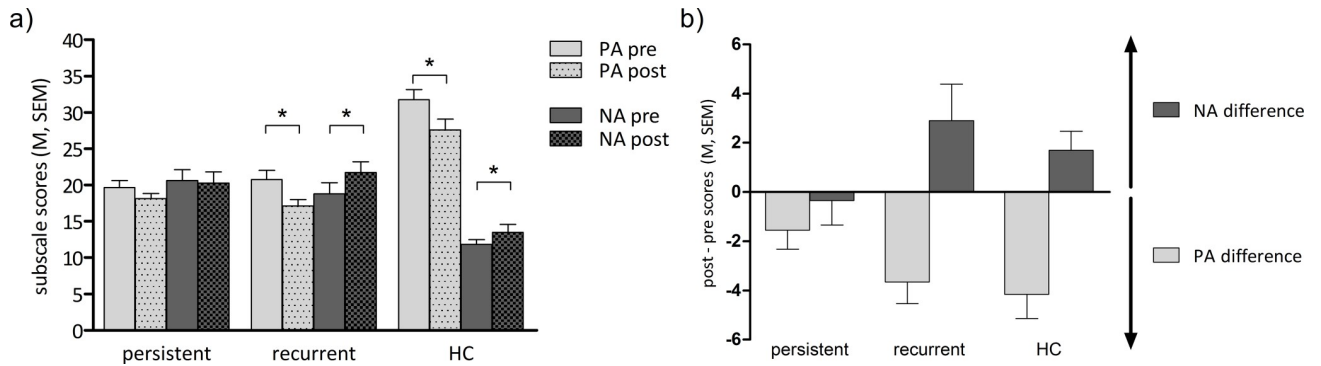 a)
subscale scores (M, SEM)
40
35
30
25
20
15
10
5
0
* * * *
persistent recurrent HC
PA pre
PA post
NA pre
NA post
b)
post - pre scores (M, SEM)
6
4
2
0
-2
-4
-6
persistent recurrent HC
NA difference
PA difference